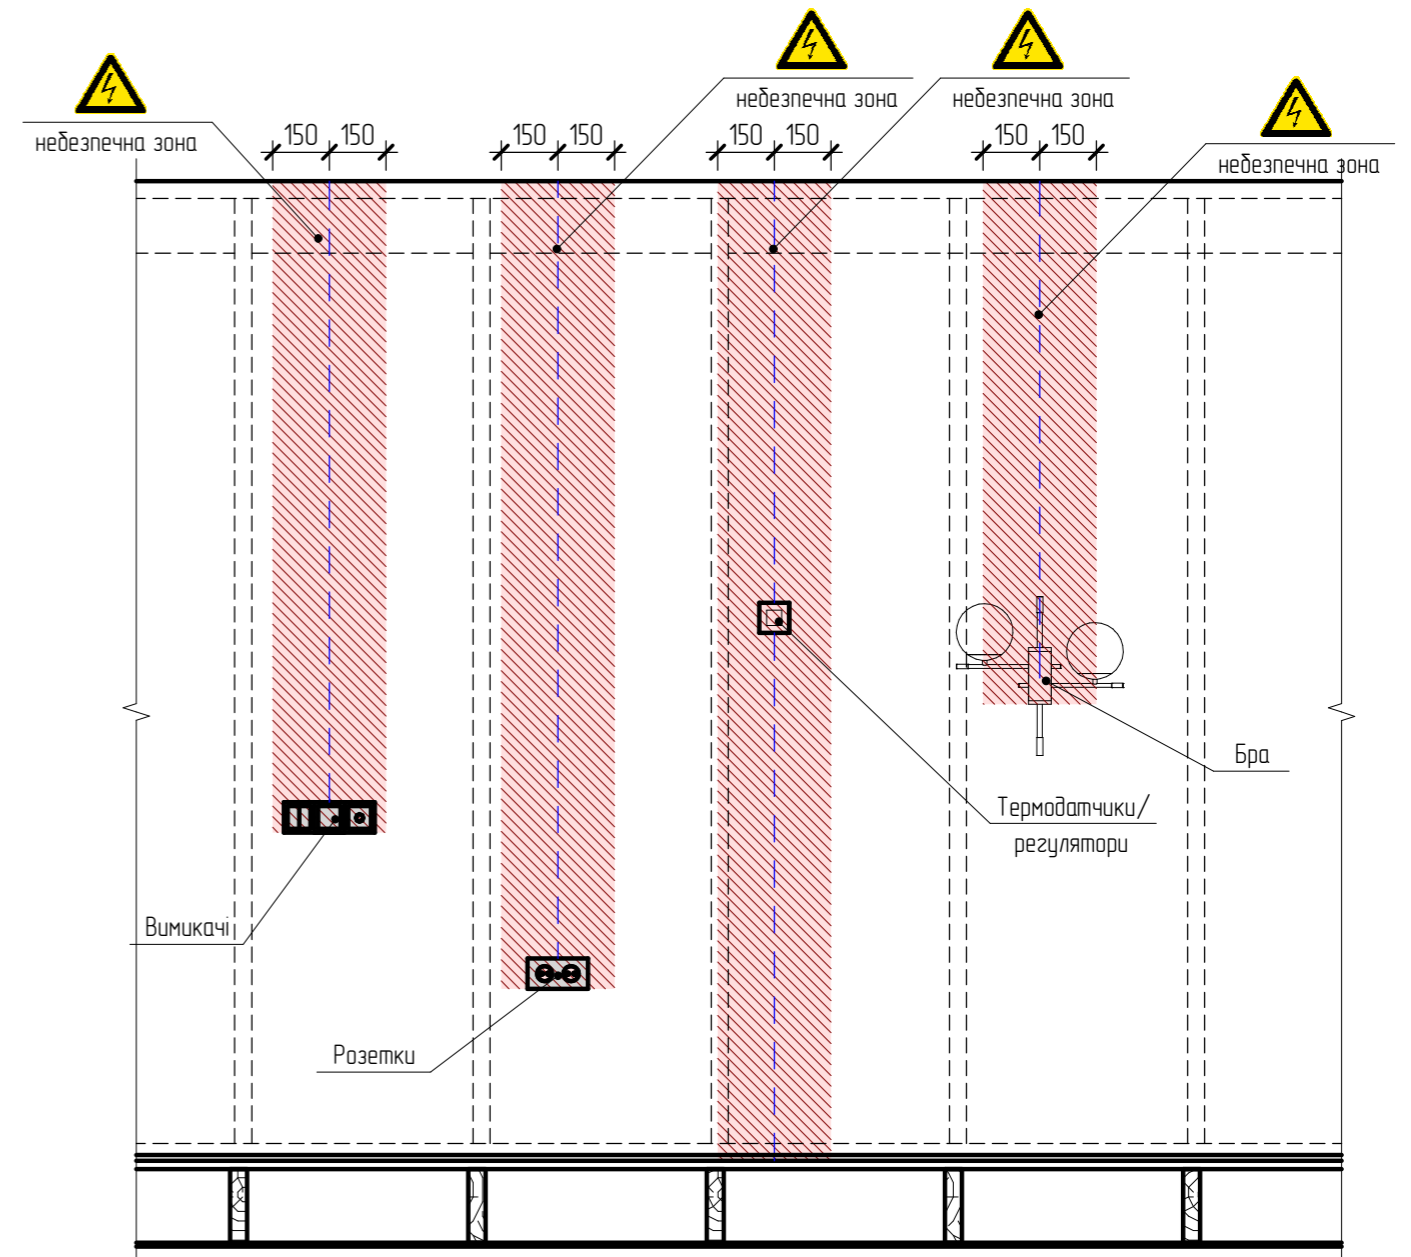 небезпечна зона
небезпечна зона
небезпечна зона
небезпечна зона
150 150
150 150
150 150
150 150
Бра
Термодатчики/
регулятори
Вимикачі
Розетки